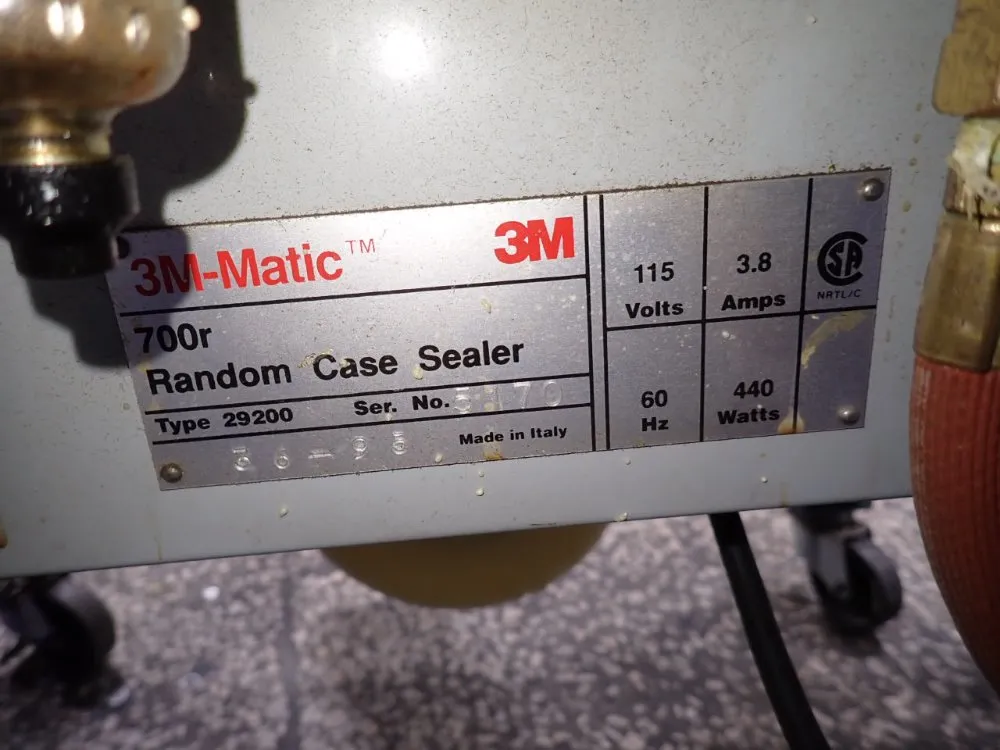 3M-Matic™ 3M
700r
Random Case Sealer
Type 29200 Ser. No.
Made in Italy
115
Volts
3.8
Amps
CSA
NRTL/C
60
Hz
440
Watts